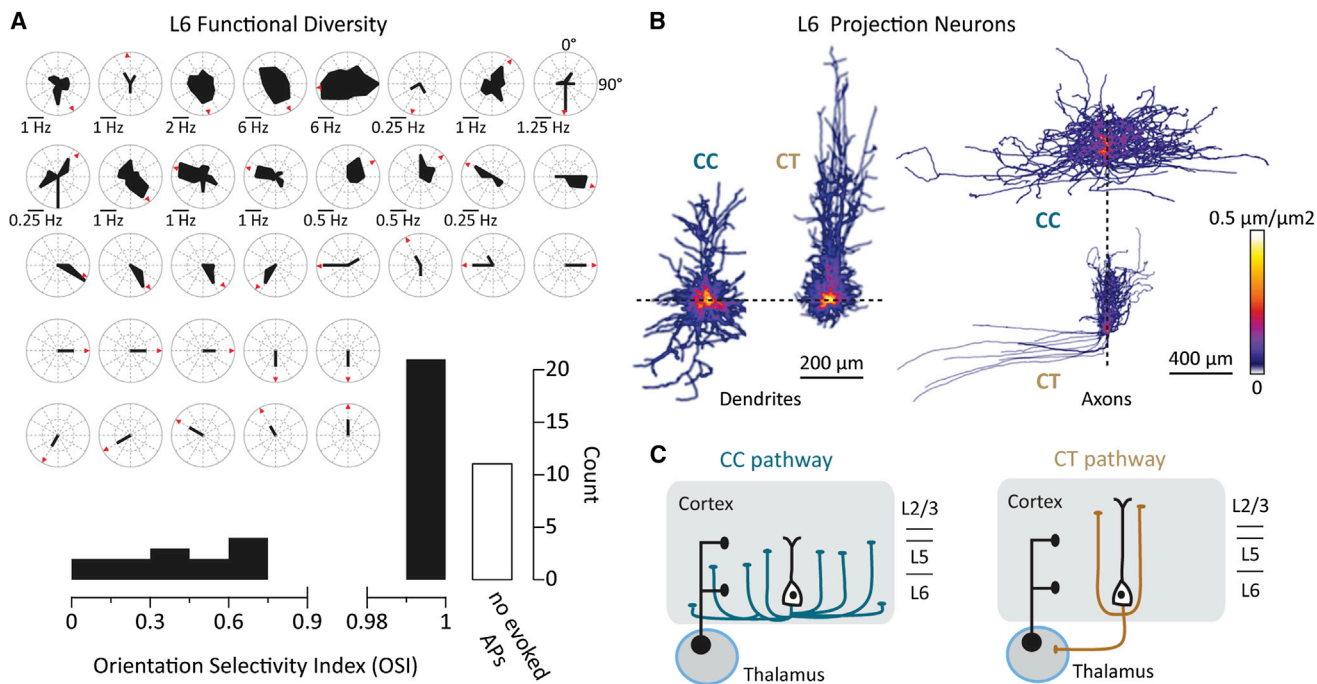 A
L6 Functional Diversity
0°
90°
1 Hz
1 Hz
2 Hz
6 Hz
6 Hz
0.25 Hz
1 Hz
1.25 Hz
0.25 Hz
1 Hz
1 Hz
1 Hz
0.5 Hz
0.5 Hz
0.25 Hz
20
15
10
5
0
Count
0
0.3
0.6
0.9
0.98
1
no evoked
APs
Orientation Selectivity Index (OSI)
B
L6 Projection Neurons
CC
CT
200 µm
Dendrites
CC
CT
0.5 µm/µm2
0
400 µm
Axons
C
CC pathway
Cortex
L2/3
L5
L6
Thalamus
CT pathway
Cortex
L2/3
L5
L6
Thalamus